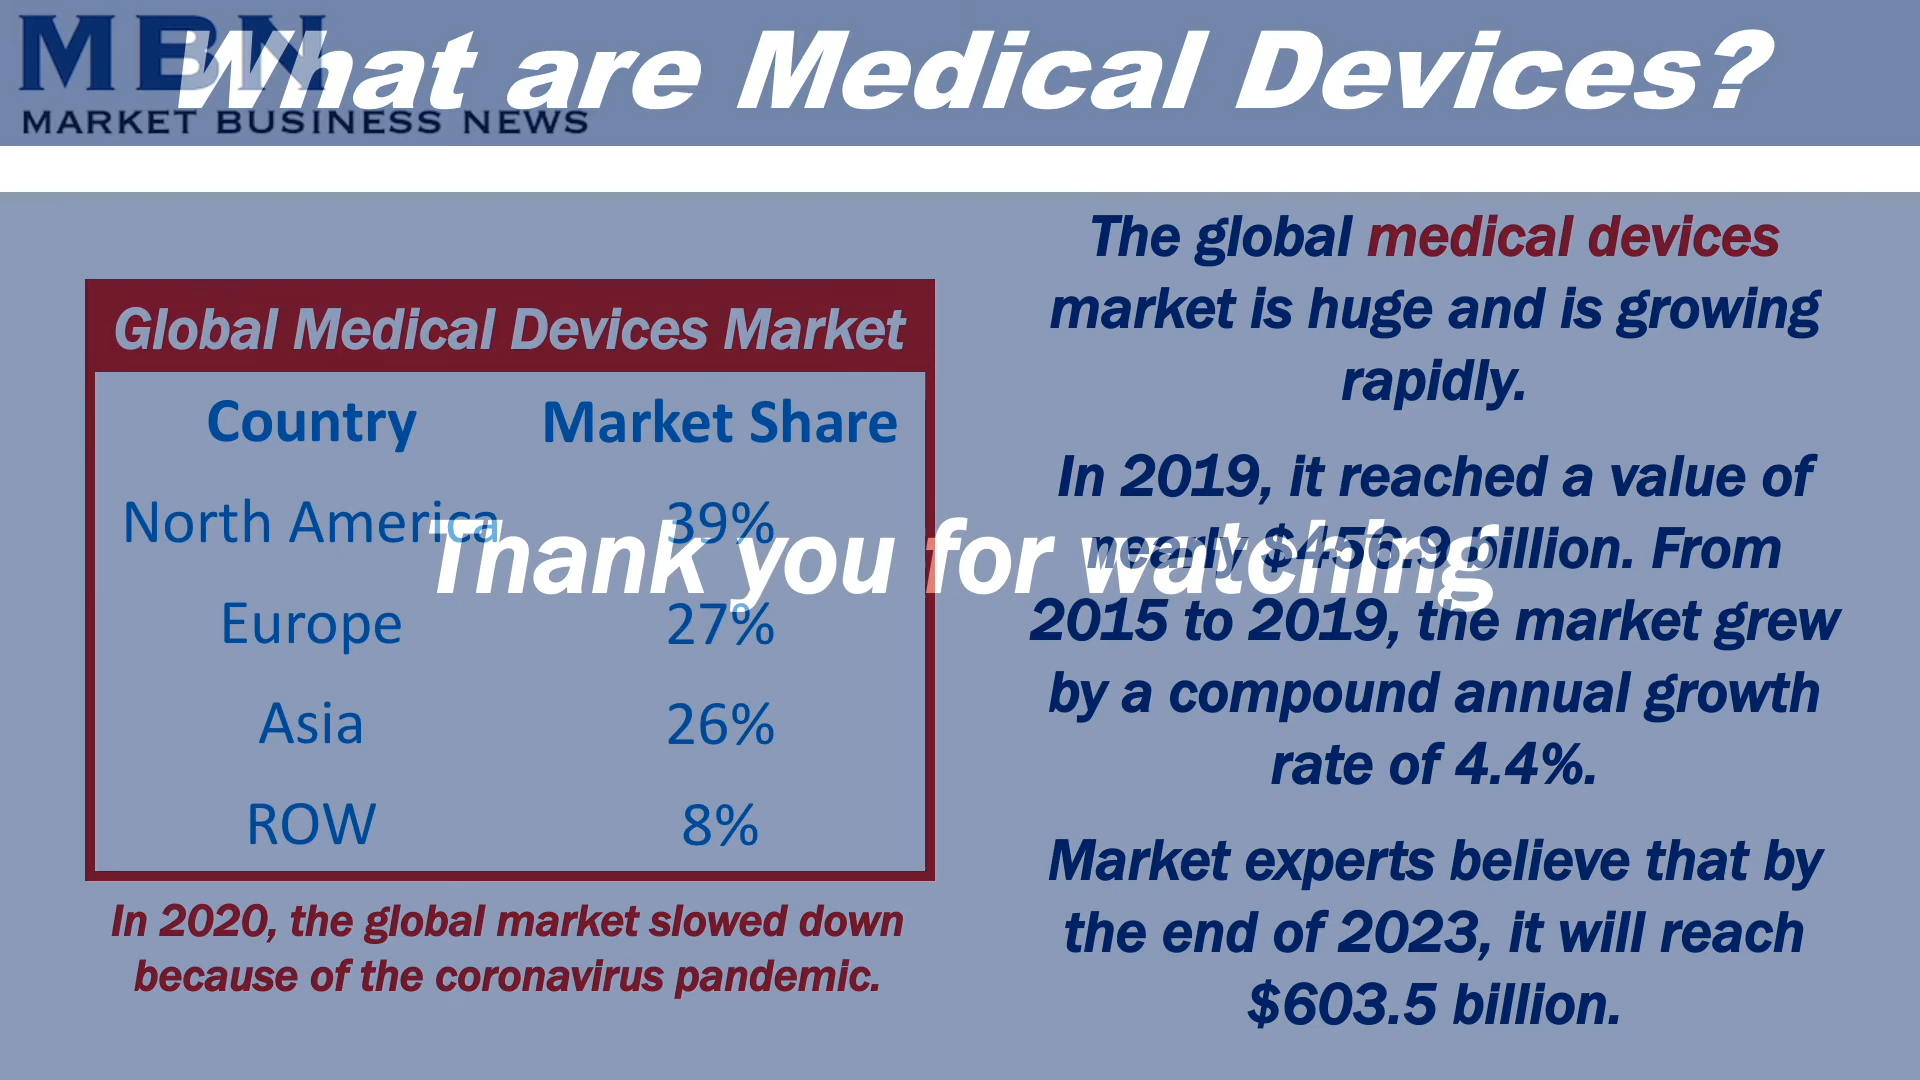 MBN
MARKET BUSINESS NEWS
What are Medical Devices?
Global Medical Devices Market
Country Market Share
North America 39%
Europe 27%
Asia 26%
ROW 8%
In 2020, the global market slowed down
because of the coronavirus pandemic.
The global medical devices
market is huge and is growing
rapidly.
In 2019, it reached a value of
nearly $456.9 billion. From
2015 to 2019, the market grew
by a compound annual growth
rate of 4.4%.
Market experts believe that by
the end of 2023, it will reach
$603.5 billion.
Thank you for watching